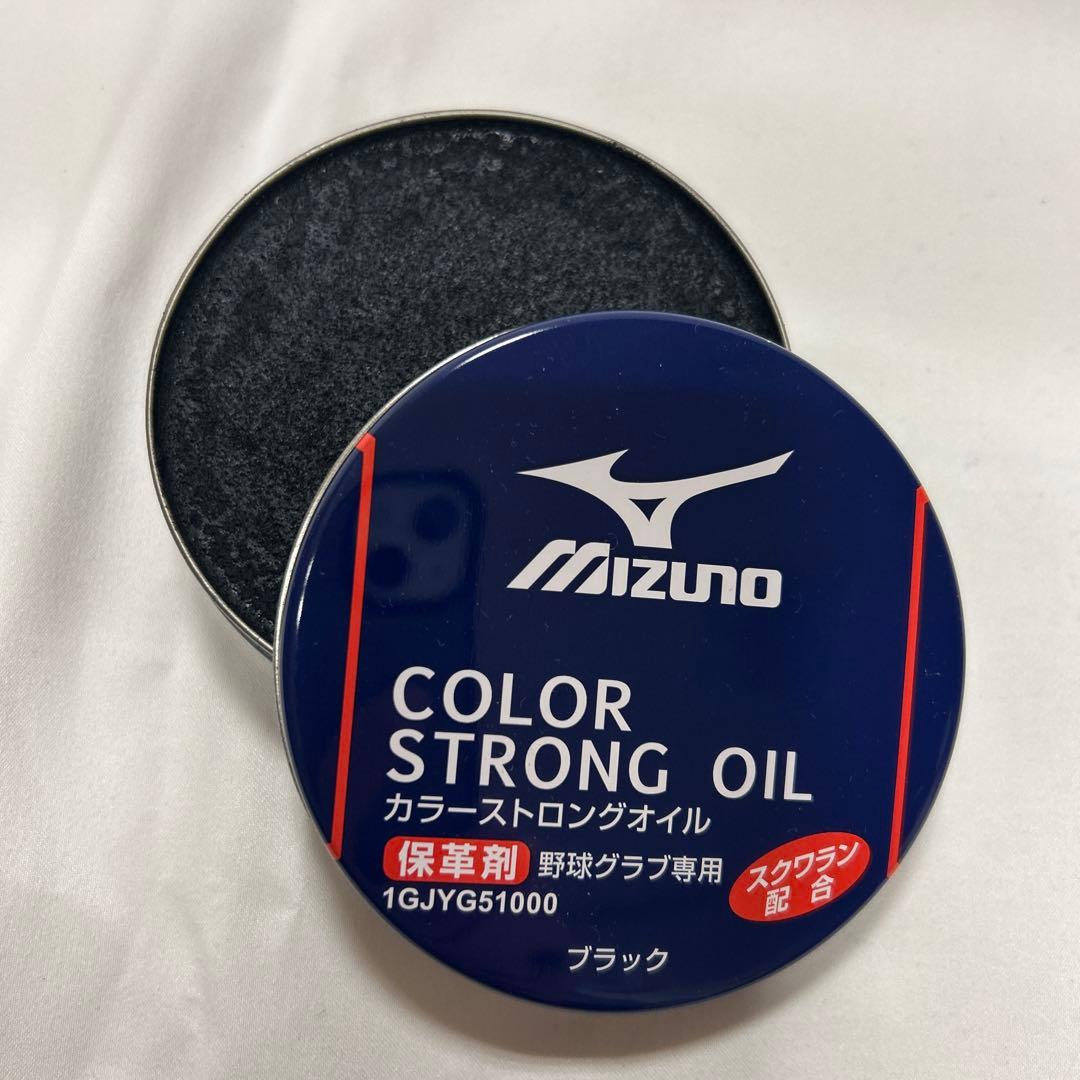 MIZUNO
COLOR
STRONG OIL
カラーストロングオイル
保革剤 野球グラブ専用
1GJYG51000
スクワラン
配合
ブラック